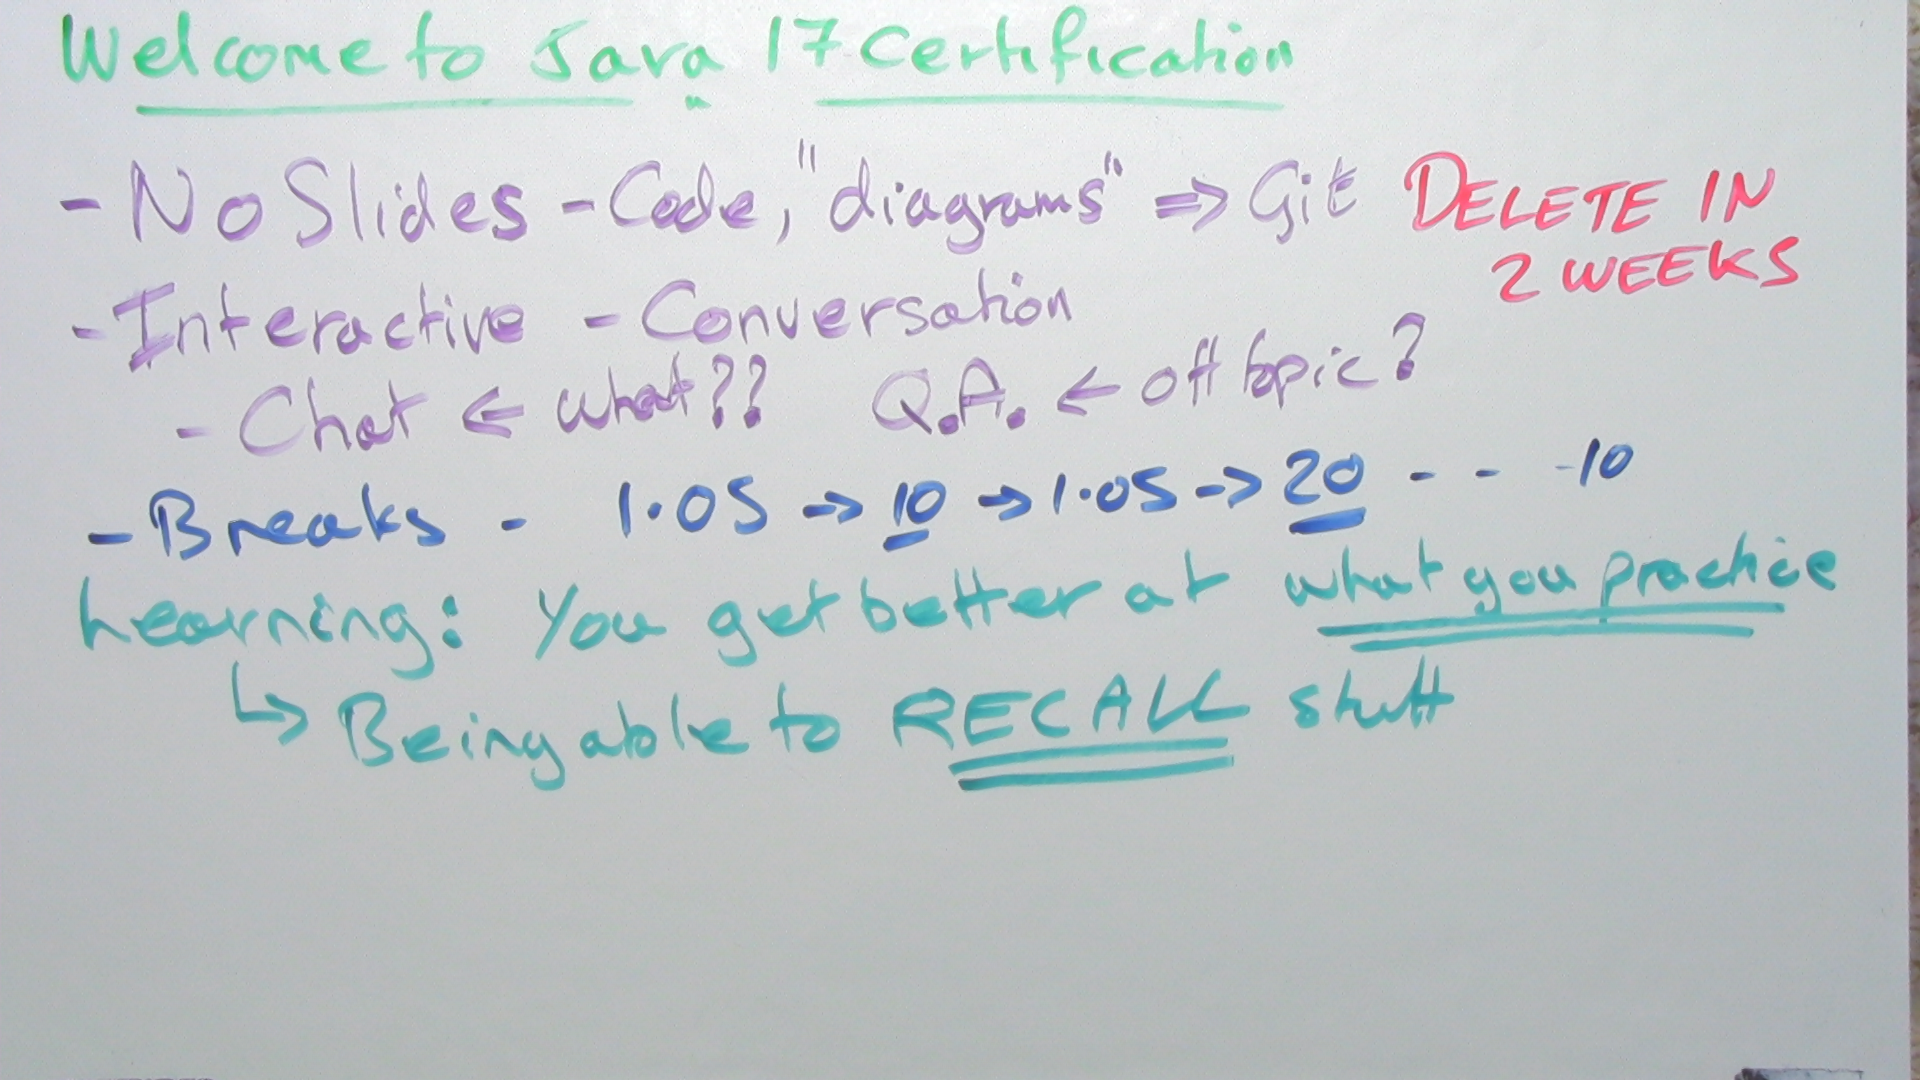 Welcome to Java 17 Certification
- No Slides - Code, "diagrams" => Git DELETE IN
2 WEEKS
- Interactive - Conversation
- Chat <- what?? Q.A. <- off topic?
- Breaks - 1.05 -> 10 -> 1.05 -> 20 - - - 10
Learning: You get better at what you practice
↳ Being able to RECALL stuff